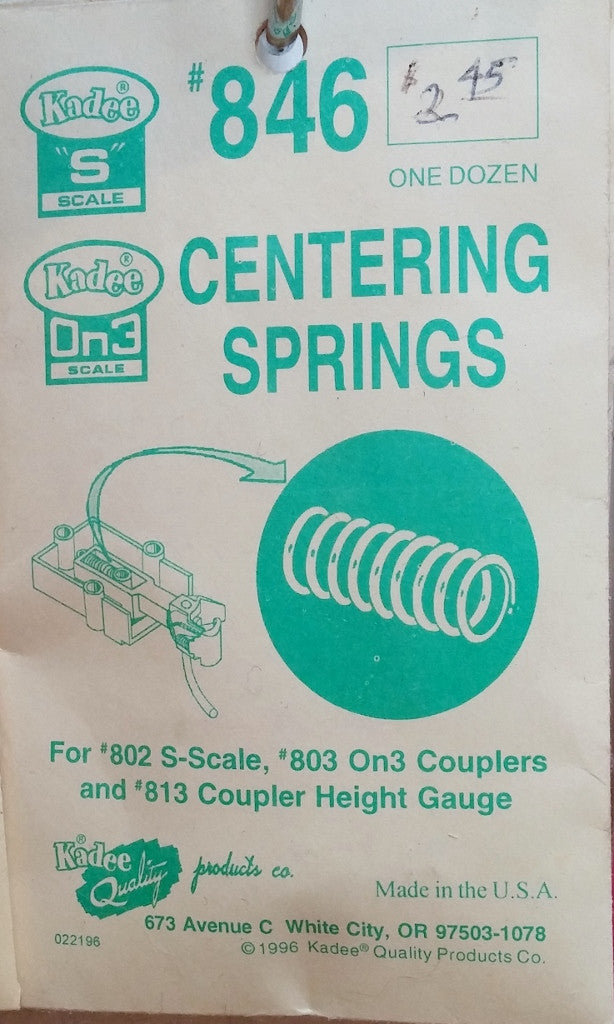 Kadee®
"S"
SCALE
#846
$2 45
ONE DOZEN
Kadee®
On3
SCALE
CENTERING
SPRINGS
For #802 S-Scale, #803 On3 Couplers
and #813 Coupler Height Gauge
Kadee®
Quality
products co.
Made in the U.S.A.
673 Avenue C White City, OR 97503-1078
022196
©1996 Kadee® Quality Products Co.